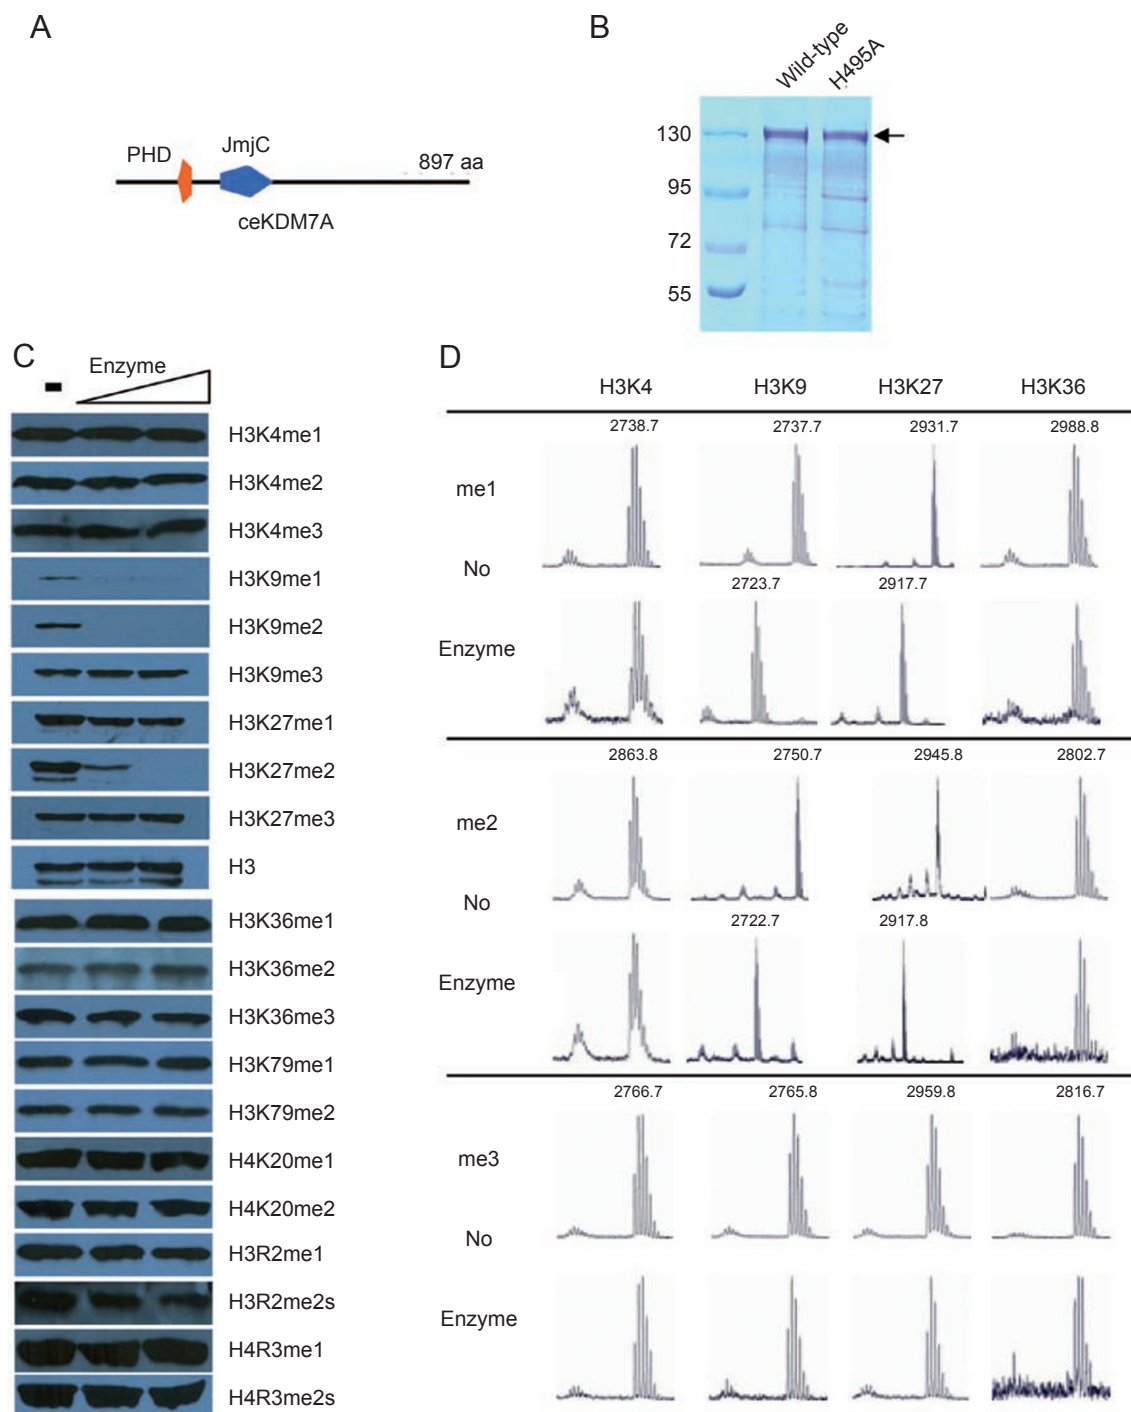 A
PHD
JmjC
897 aa
ceKDM7A
B
Wild-type
H495A
130
95
72
55
C
Enzyme
H3K4me1
H3K4me2
H3K4me3
H3K9me1
H3K9me2
H3K9me3
H3K27me1
H3K27me2
H3K27me3
H3
H3K36me1
H3K36me2
H3K36me3
H3K79me1
H3K79me2
H4K20me1
H4K20me2
H3R2me1
H3R2me2s
H4R3me1
H4R3me2s
D
H3K4 H3K9 H3K27 H3K36
2738.7 2737.7 2931.7 2988.8
me1
No
2723.7 2917.7
Enzyme
2863.8 2750.7 2945.8 2802.7
me2
No
2722.7 2917.8
Enzyme
2766.7 2765.8 2959.8 2816.7
me3
No
Enzyme